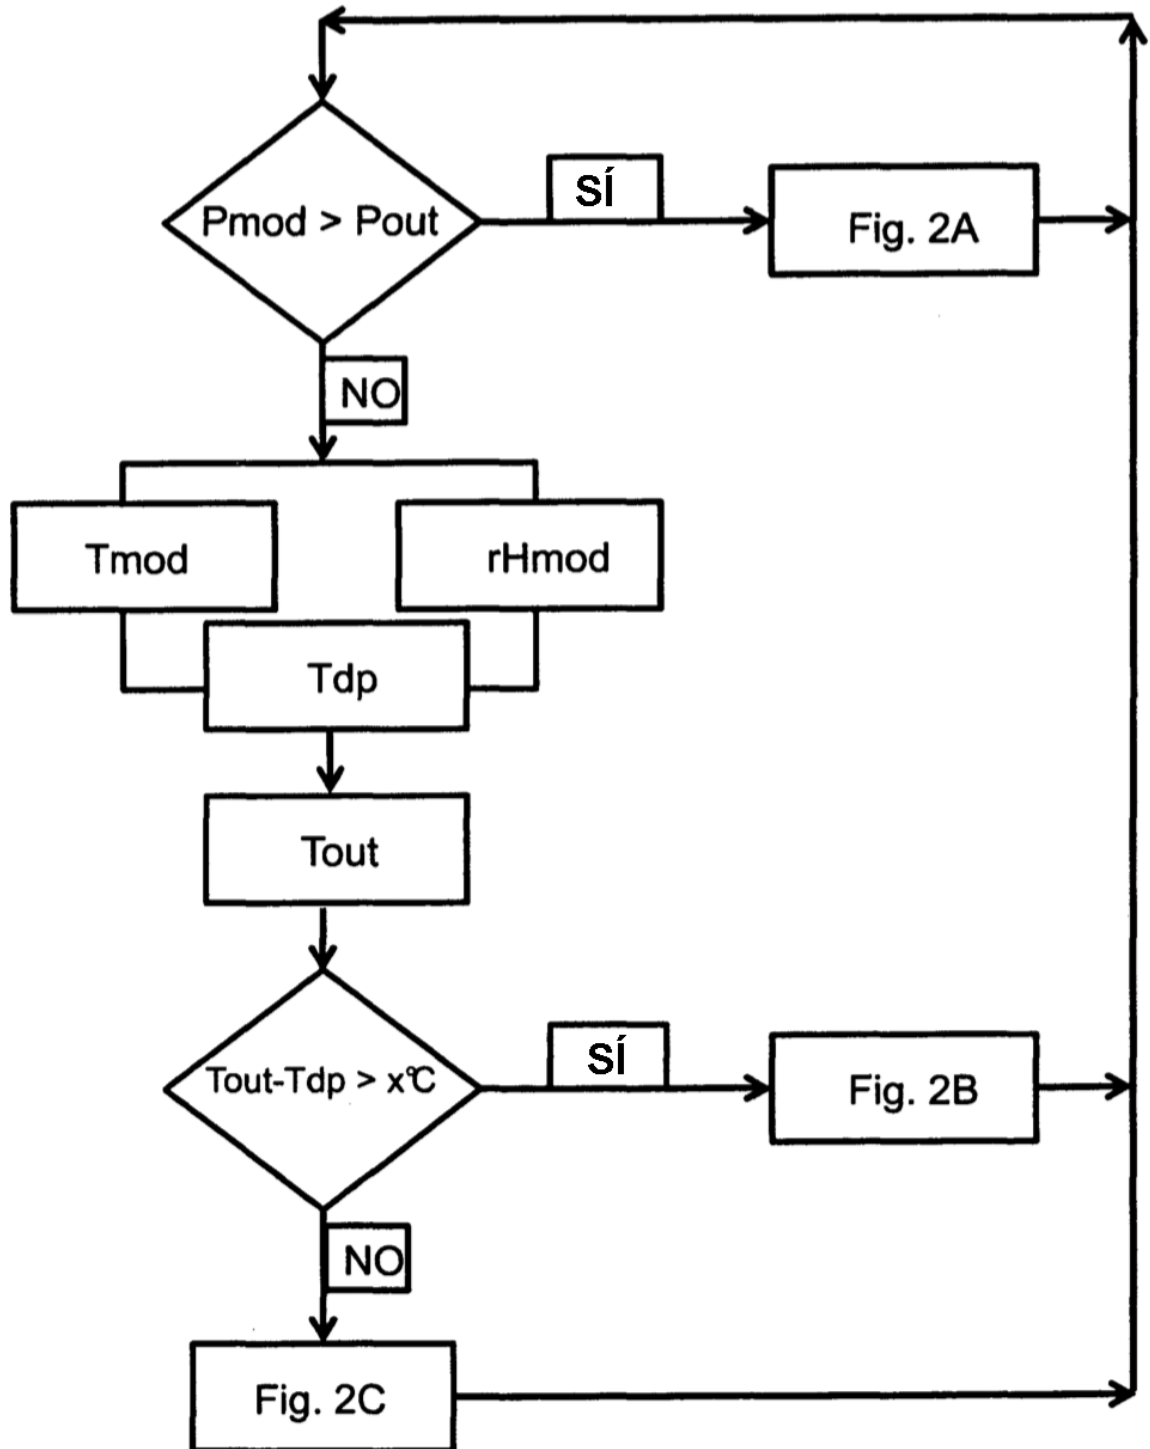 Pmod > Pout
SÍ
Fig. 2A
NO
Tmod
rHmod
Tdp
Tout
Tout-Tdp > x°C
SÍ
Fig. 2B
NO
Fig. 2C